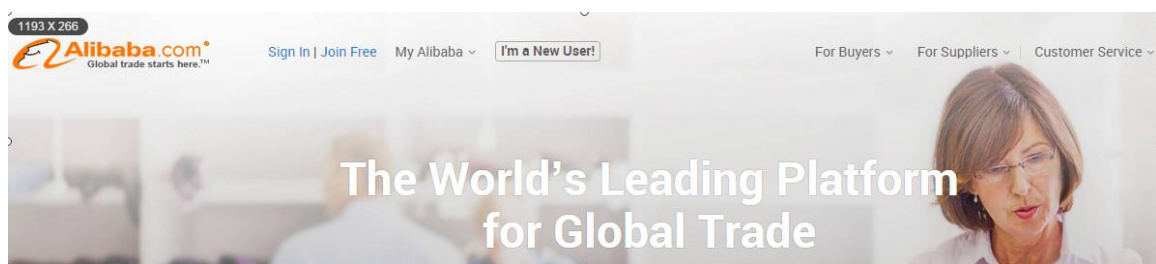 1193 X 266
Alibaba.com®
Global trade starts here.™
Sign In | Join Free My Alibaba I'm a New User! For Buyers For Suppliers Customer Service
The World's Leading Platform
for Global Trade